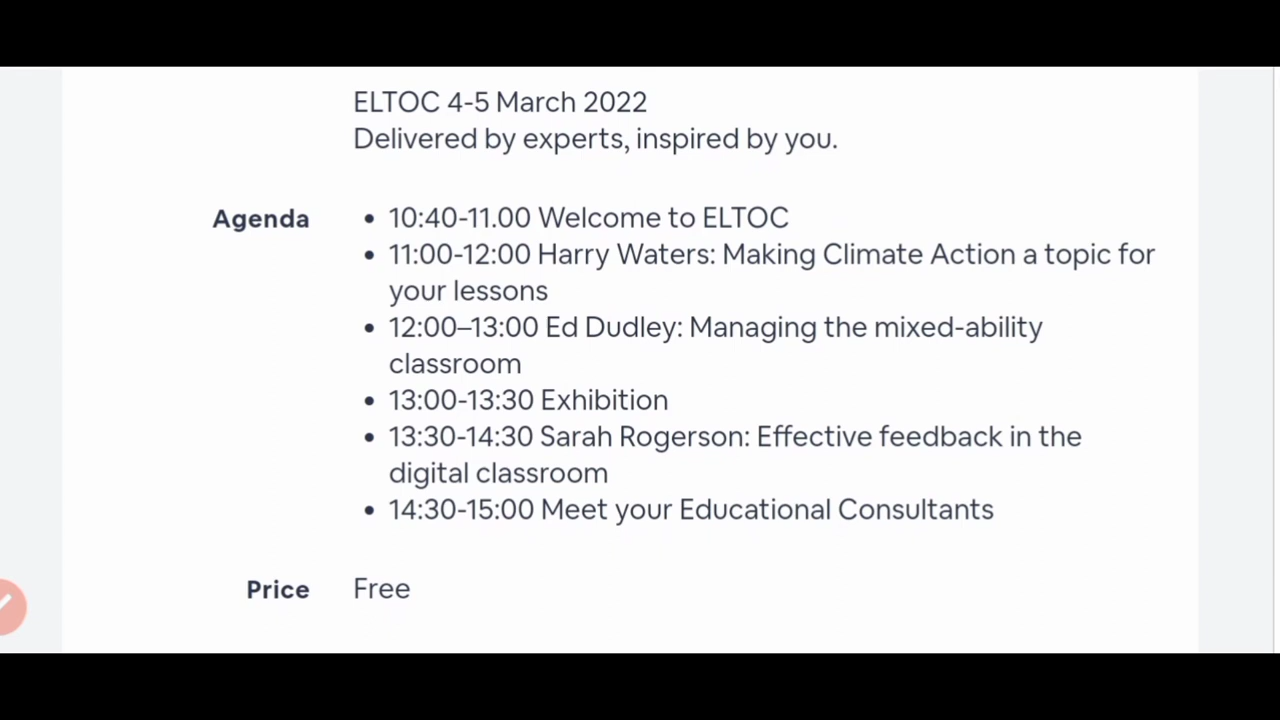 ELTOC 4-5 March 2022
Delivered by experts, inspired by you.
Agenda
• 10:40-11.00 Welcome to ELTOC
• 11:00-12:00 Harry Waters: Making Climate Action a topic for
your lessons
• 12:00–13:00 Ed Dudley: Managing the mixed-ability
classroom
• 13:00-13:30 Exhibition
• 13:30-14:30 Sarah Rogerson: Effective feedback in the
digital classroom
• 14:30-15:00 Meet your Educational Consultants
Price Free